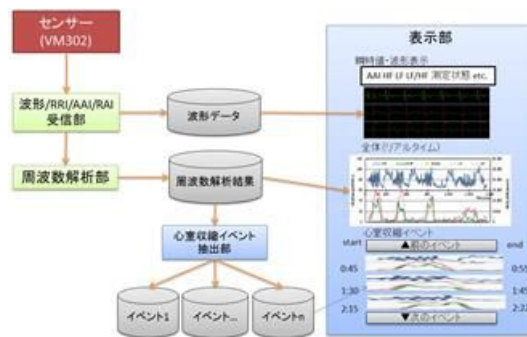 センサー
(VM302)
波形/RRI/AAI/RAI
受信部
波形データ
周波数解析部
周波数解析結果
心室収縮イベント
抽出部
イベント1
イベント...
イベントn
表示部
瞬時値・波形表示
AAI HF LF LF/HF 測定状態 etc.
全体(リアルタイム)
心室収縮イベント
start
▲前のイベント
end
0:45
0:55
1:30
1:45
2:15
2:22
▼次のイベント